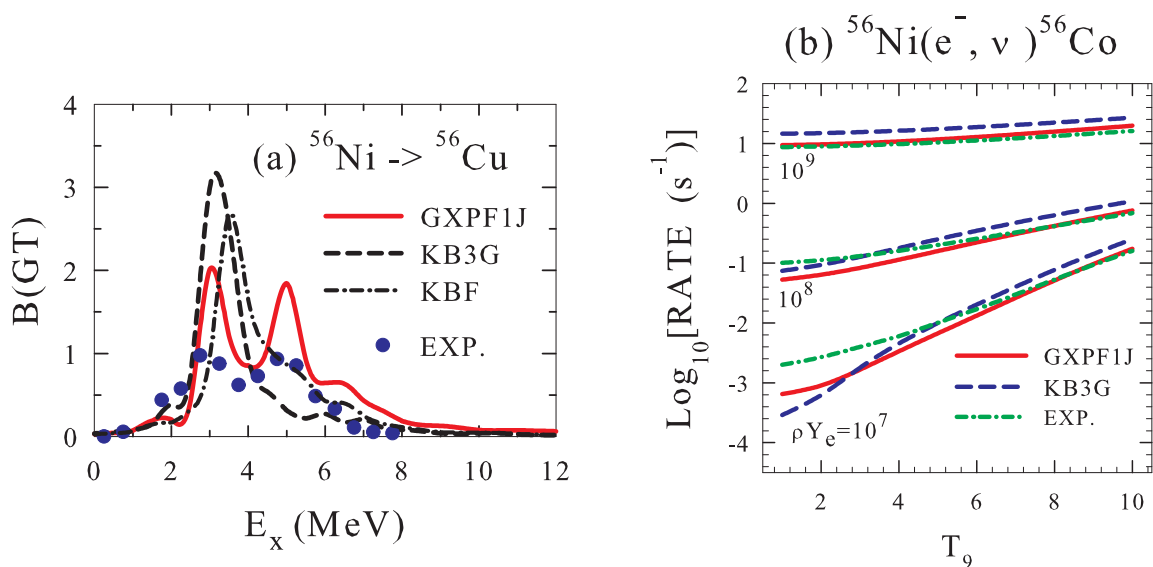 (a) ⁵⁶Ni -> ⁵⁶Cu
B(GT)
4
3
2
1
0
GXPF1J
KB3G
KBF
EXP.
0 2 4 6 8 10 12
E_x (MeV)
(b) ⁵⁶Ni(e⁻, ν )⁵⁶Co
Log₁₀[RATE (s⁻¹)]
2
1
0
-1
-2
-3
-4
10⁹
10⁸
ρY_e=10⁷
GXPF1J
KB3G
EXP.
2 4 6 8 10
T₉